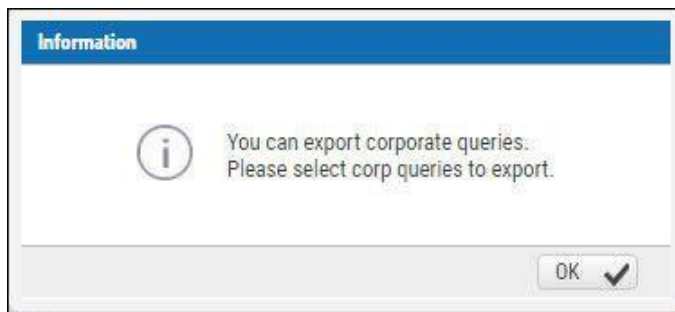 Information
You can export corporate queries.
Please select corp queries to export.
OK